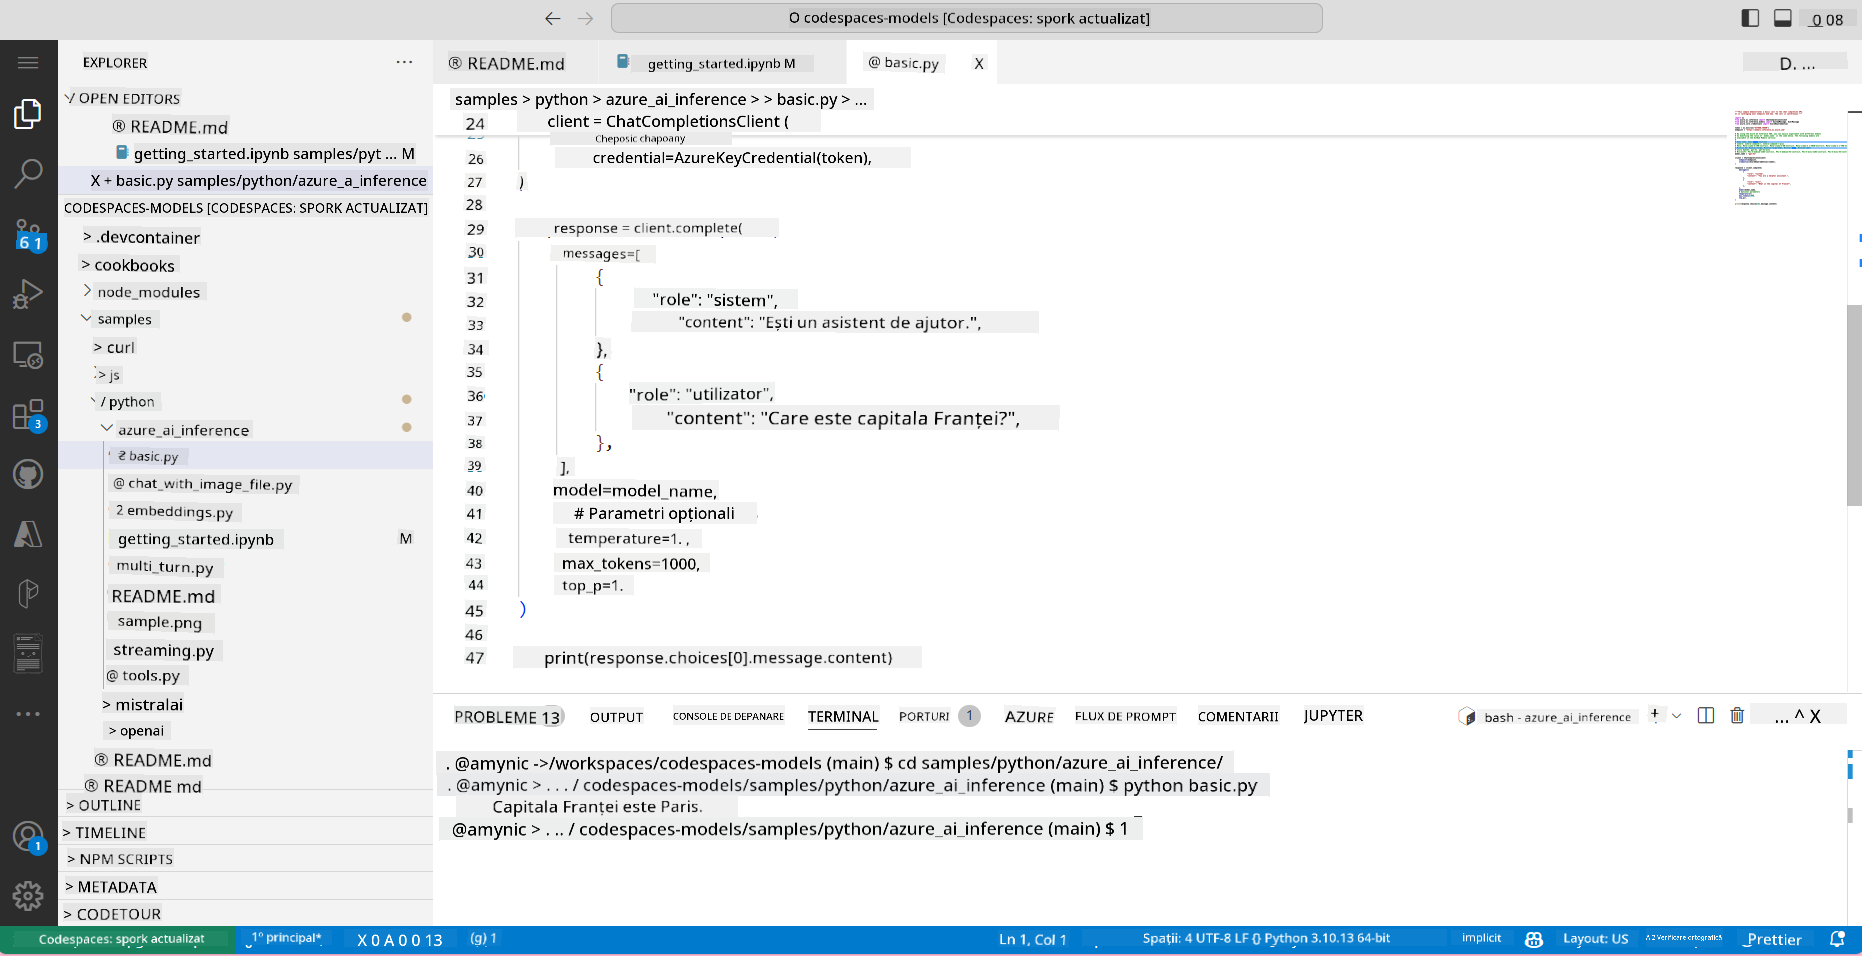 O codespaces-models [Codespaces: spork actualizat]
0 08
EXPLORER
...
OPEN EDITORS
® README.md
getting_started.ipynb samples/pyt ... M
X + basic.py samples/python/azure_a_inference
CODESPACES-MODELS [CODESPACES: SPORK ACTUALIZAT]
> .devcontainer
> cookbooks
node_modules
samples
> curl
> js
/ python
azure_ai_inference
basic.py
@ chat_with_image_file.py
2 embeddings.py
getting_started.ipynb M
multi_turn.py
README.md
sample.png
streaming.py
@ tools.py
> mistralai
> openai
® README.md
® README md
> OUTLINE
> TIMELINE
> NPM SCRIPTS
> METADATA
> CODETOUR
61
3
1
® README.md
getting_started.ipynb M
@ basic.py X
D. ...
samples > python > azure_ai_inference > > basic.py > ...
24 client = ChatCompletionsClient (
Cheposic chapoany
26 credential=AzureKeyCredential(token),
27 )
28
29 response = client.complete(
30 messages=[
31 {
32 "role": "sistem",
33 "content": "Ești un asistent de ajutor.",
34 },
35 {
36 "role": "utilizator",
37 "content": "Care este capitala Franței?",
38 },
39 ],
40 model=model_name,
41 # Parametri opționali
42 temperature=1. ,
43 max_tokens=1000,
44 top_p=1.
45 )
46
47 print(response.choices[0].message.content)
PROBLEME 13 OUTPUT CONSOLE DE DEPANARE TERMINAL PORTURI 1 AZURE FLUX DE PROMPT COMENTARII JUPYTER
bash - azure_ai_inference + ... ^ X
. @amynic ->/workspaces/codespaces-models (main) $ cd samples/python/azure_ai_inference/
. @amynic > . . . / codespaces-models/samples/python/azure_ai_inference (main) $ python basic.py
Capitala Franței este Paris.
@amynic > . .. / codespaces-models/samples/python/azure_ai_inference (main) $ 1
Codespaces: spork actualizat 1° principal* X 0 A 0 0 13 (g) 1 Ln 1, Col 1 Spații: 4 UTF-8 LF {} Python 3.10.13 64-bit implicit Layout: US A 2 Verificare ortografică Prettier